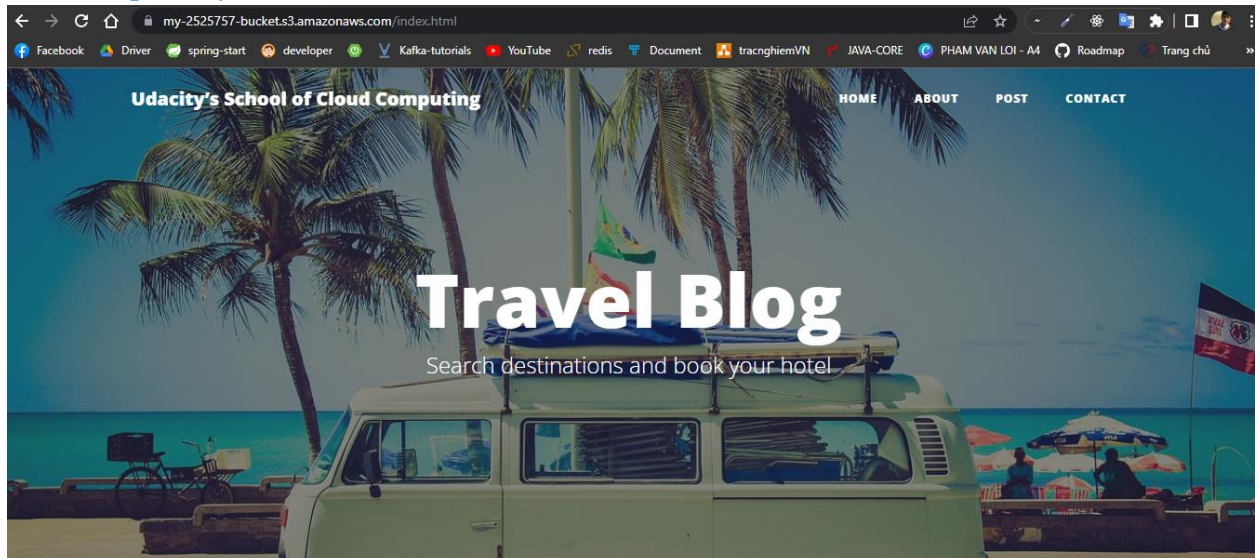 my-2525757-bucket.s3.amazonaws.com/index.html
Facebook Driver spring-start developer Kafka-tutorials YouTube redis Document tracnghiemVN JAVA-CORE PHAM VAN LOI - A4 Roadmap Trang chủ »
Udacity's School of Cloud Computing HOME ABOUT POST CONTACT
Travel Blog
Search destinations and book your hotel